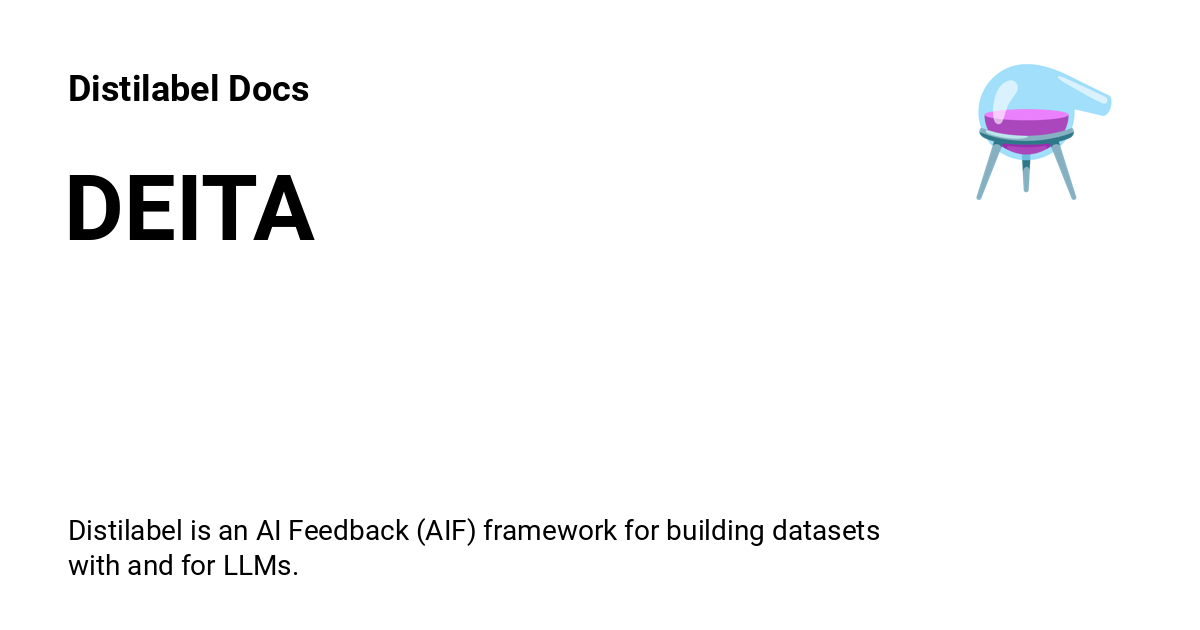 Distilabel Docs
DEITA
Distilabel is an AI Feedback (AIF) framework for building datasets
with and for LLMs.